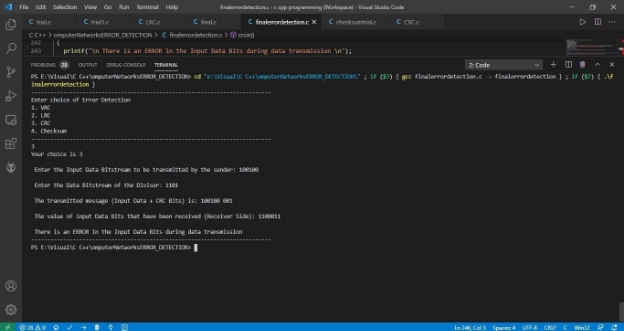 File Edit Selection View Go Run Terminal Help
finalerrordetection.c - c cpp programming (Workspace) - Visual Studio Code
trial.c
trial1.c
LRC.c
final.c
finalerrordetection.c
checksumtrial.c
CRC.c
C C++ > omputerNetworksERROR_DETECTION > finalerrordetection.c > crcin()
242 {
243 printf("\n There is an ERROR in the Input Data Bits during data transmission \n");
PROBLEMS 28 OUTPUT DEBUG CONSOLE TERMINAL
2: Code
PS E:\Visual\C C++\omputerNetworksERROR_DETECTION> cd "e:\Visual\C C++\omputerNetworksERROR_DETECTION\" ; if ($?) { gcc finalerrordetection.c -o finalerrordetection } ; if ($?) { .\f
inalerrordetection }
Enter choice of Error Detection
1. VRC
2. LRC
3. CRC
4. Checksum
3
Your choice is 3
Enter the Input Data Bitstream to be transmitted by the sender: 100100
Enter the Data Bitstream of the Divisor: 1101
The transmitted message (Input Data + CRC Bits) is: 100100 001
The value of Input Data Bits that have been received (Receiver Side): 1100011
There is an ERROR in the Input Data Bits during data transmission
PS E:\Visual\C C++\omputerNetworksERROR_DETECTION>
28 0
Ln 246, Col 3 Spaces: 4 UTF-8 CRLF C Win32